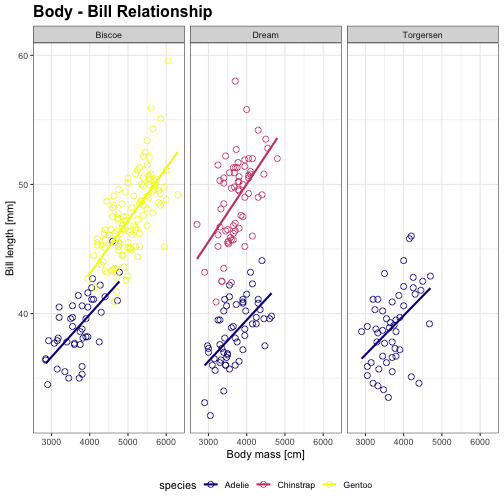 Body - Bill Relationship
Biscoe Dream Torgersen
60
50
40
Bill length [mm]
3000 4000 5000 6000 3000 4000 5000 6000 3000 4000 5000 6000
Body mass [cm]
species Adelie Chinstrap Gentoo